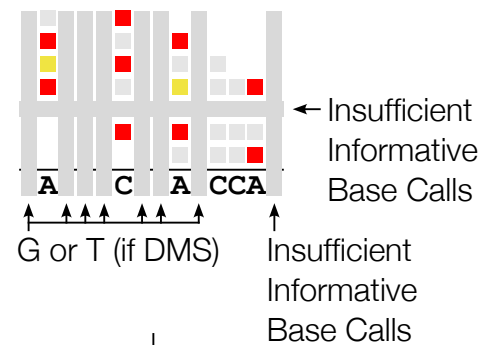 Insufficient
Informative
Base Calls
A C A CCA
G or T (if DMS)
Insufficient
Informative
Base Calls